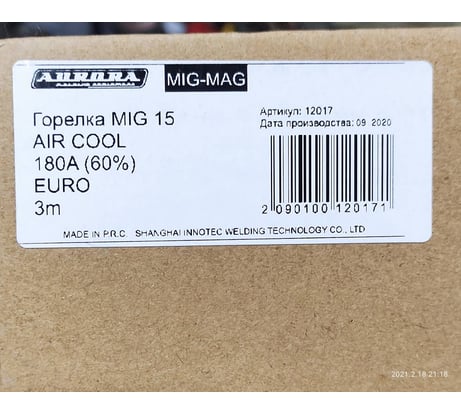 AURORA
MIG-MAG
Горелка MIG 15
AIR COOL
180A (60%)
EURO
3m
Артикул: 12017
Дата производства: 09 2020
2 090100 120171
MADE IN P.R.C. SHANGHAI INNOTEC WELDING TECHNOLOGY CO., LTD
2021.2.18 21:18